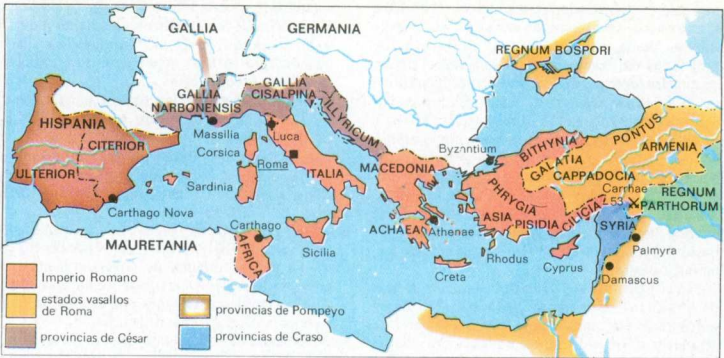 GALLIA
GERMANIA
REGNUM BOSPORI
GALLIA
CISALPINA
GALLIA
NARBONENSIS
ILLYRICUM
HISPANIA
CITERIOR
ULTERIOR
Massilia
Luca
Corsica
Roma
ITALIA
Sardinia
Carthago Nova
MACEDONIA
Byznntium
BITHYNIA
PONTUS
GALATIA
ARMENIA
CAPPADOCIA
PHRYGIA
Carrhae
53
REGNUM
PARTHORUM
CILICIA
ASIA
PISIDIA
SYRIA
ACHAEA
Athenae
Carthago
MAURETANIA
AFRICA
Sicilia
Creta
Rhodus
Cyprus
Palmyra
Damascus
Imperio Romano
estados vasallos
de Roma
provincias de César
provincias de Pompeyo
provincias de Craso